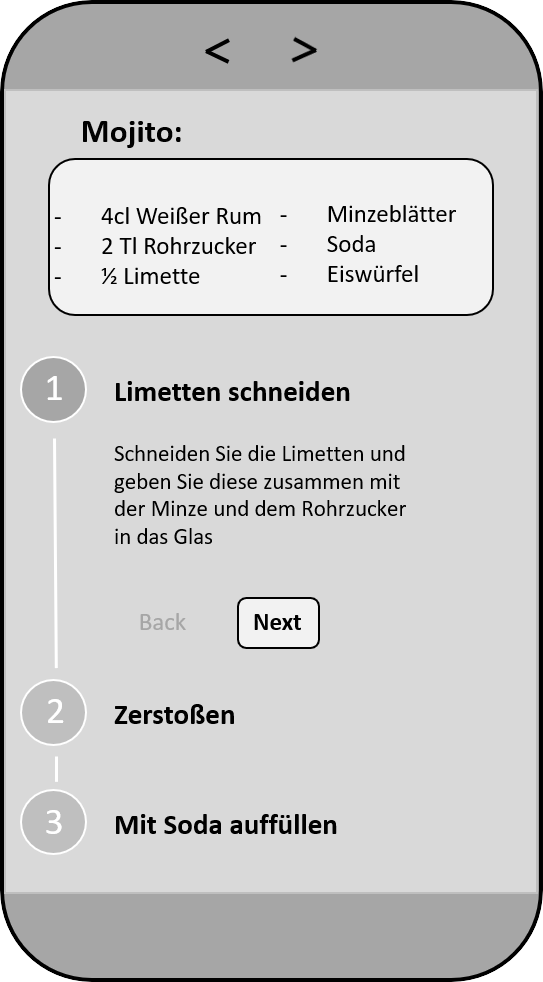 < >
Mojito:
- 4cl Weißer Rum - Minzeblätter
- 2 Tl Rohrzucker - Soda
- ½ Limette - Eiswürfel
1 Limetten schneiden
Schneiden Sie die Limetten und
geben Sie diese zusammen mit
der Minze und dem Rohrzucker
in das Glas
Back Next
2 Zerstoßen
3 Mit Soda auffüllen